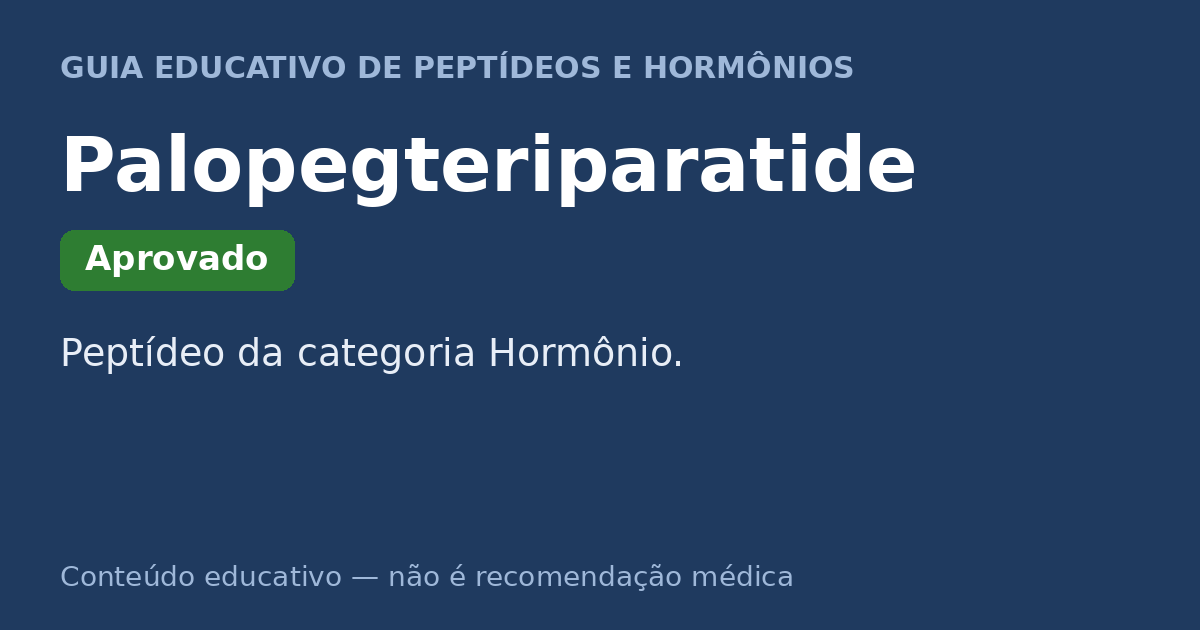 GUIA EDUCATIVO DE PEPTÍDEOS E HORMÔNIOS
Palopegteriparatide
Aprovado
Peptídeo da categoria Hormônio.
Conteúdo educativo — não é recomendação médica